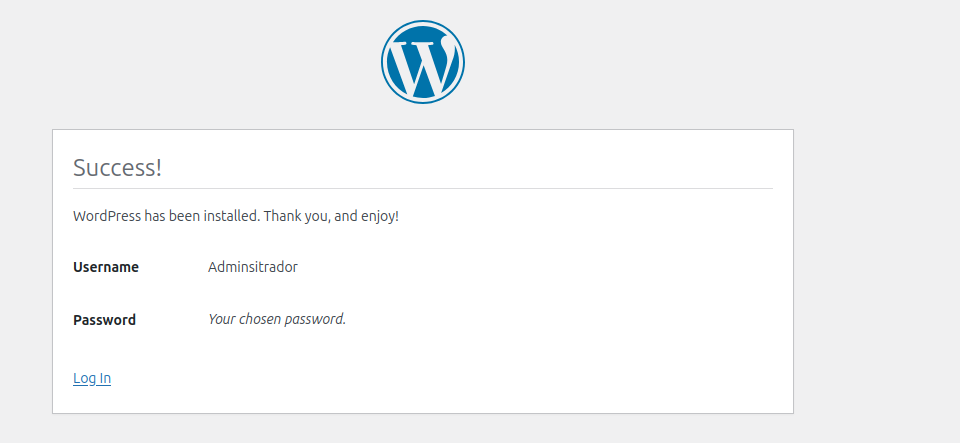 Success!
WordPress has been installed. Thank you, and enjoy!
Username Adminsitrador
Password Your chosen password.
Log In